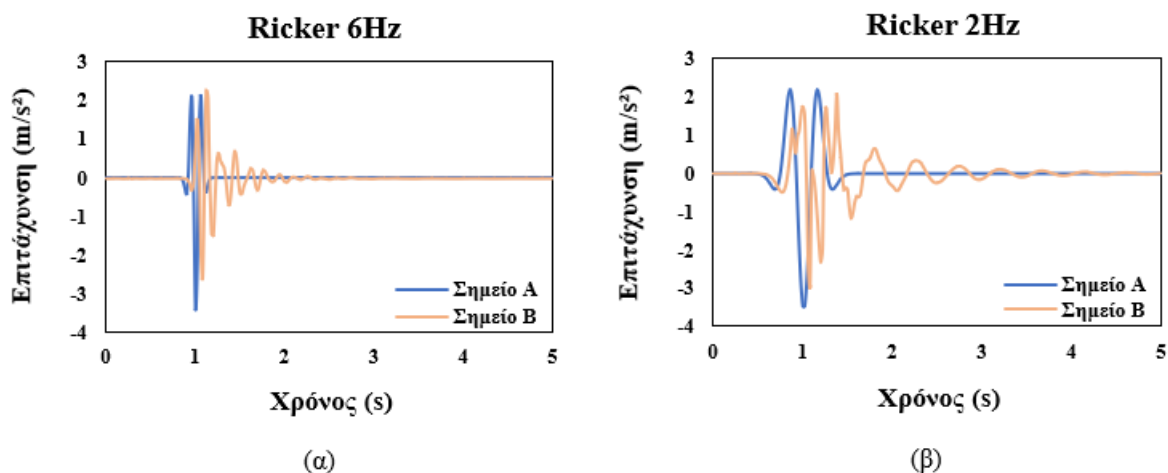 Ricker 6Hz
Επιτάχυνση (m/s²)
3
2
1
0
-1
-2
-3
-4
Σημείο Α
Σημείο Β
0 1 2 3 4 5
Χρόνος (s)
(α)
Ricker 2Hz
Επιτάχυνση (m/s²)
3
2
1
0
-1
-2
-3
-4
Σημείο Α
Σημείο Β
0 1 2 3 4 5
Χρόνος (s)
(β)